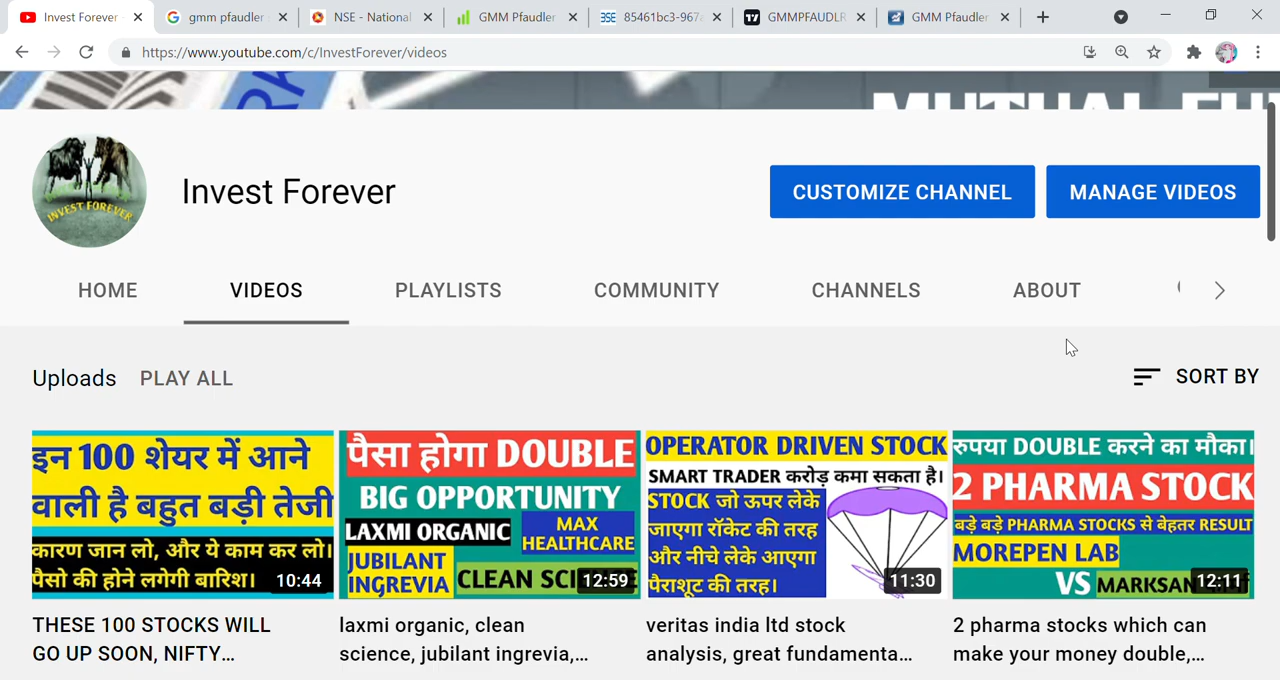 Invest Forever
gmm pfaudler
NSE - National
GMM Pfaudler
85461bc3-967
GMMPFAUDLR
GMM Pfaudler
https://www.youtube.com/c/InvestForever/videos
INVEST FOREVER
Invest Forever
CUSTOMIZE CHANNEL
MANAGE VIDEOS
HOME
VIDEOS
PLAYLISTS
COMMUNITY
CHANNELS
ABOUT
Uploads
PLAY ALL
SORT BY
इन 100 शेयर में आने
वाली है बहुत बड़ी तेजी
कारण जान लो, और ये काम कर लो।
पैसो की होने लगेगी बारिश।
10:44
पैसा होगा DOUBLE
BIG OPPORTUNITY
LAXMI ORGANIC
MAX
HEALTHCARE
JUBILANT
INGREVIA
CLEAN SCI
12:59
OPERATOR DRIVEN STOCK
SMART TRADER करोड़ कमा सकता है।
STOCK जो ऊपर लेके
जाएगा रॉकेट की तरह
और नीचे लेके आएगा
पैराशूट की तरह।
11:30
रुपया DOUBLE करने का मौका।
2 PHARMA STOCK
बड़े बड़े PHARMA STOCKS से बेहतर RESULT
MOREPEN LAB
VS
MARKSAN
12:11
THESE 100 STOCKS WILL
GO UP SOON, NIFTY...
laxmi organic, clean
science, jubilant ingrevia,...
veritas india ltd stock
analysis, great fundamenta...
2 pharma stocks which can
make your money double,...